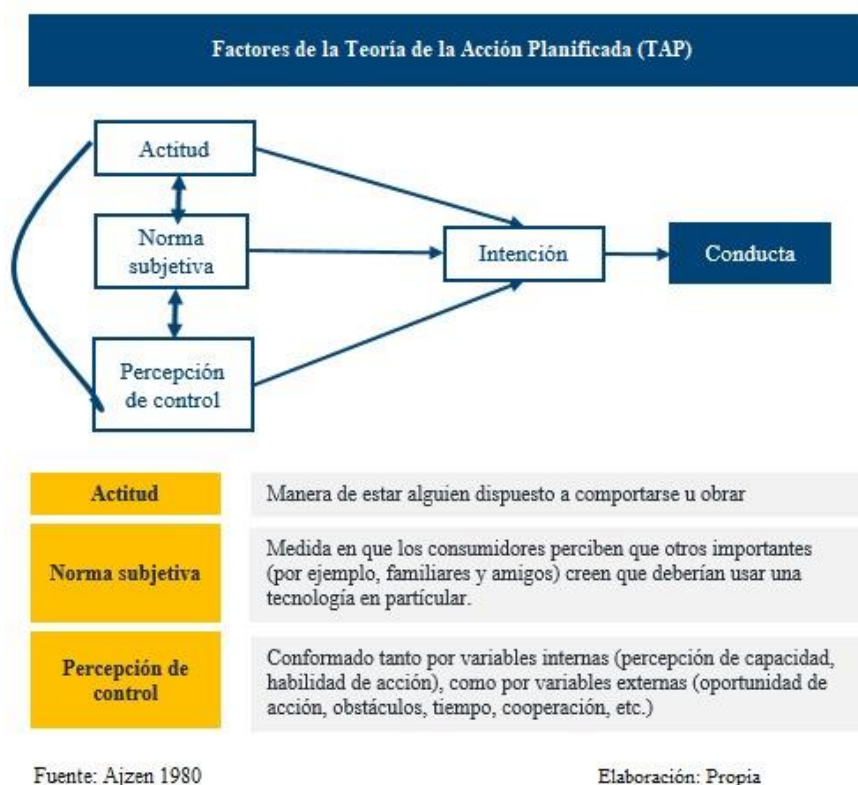 Factores de la Teoría de la Acción Planificada (TAP)
Actitud
Norma
subjetiva
Percepción
de control
Intención
Conducta
Actitud
Manera de estar alguien dispuesto a comportarse u obrar
Norma subjetiva
Medida en que los consumidores perciben que otros importantes
(por ejemplo, familiares y amigos) creen que deberían usar una
tecnología en partícular.
Percepción de
control
Conformado tanto por variables internas (percepción de capacidad,
habilidad de acción), como por variables externas (oportunidad de
acción, obstáculos, tiempo, cooperación, etc.)
Fuente: Ajzen 1980
Elaboración: Propia